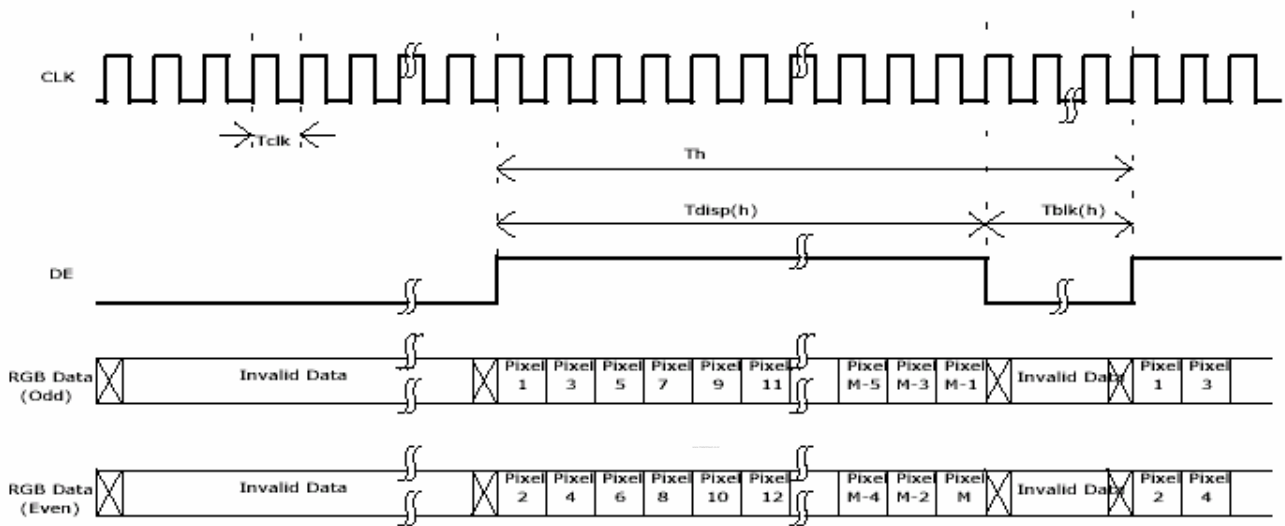 CLK
Tclk
Th
Tdisp(h)
Tblk(h)
DE
RGB Data
(Odd)
Invalid Data
Pixel
1
Pixel
3
Pixel
5
Pixel
7
Pixel
9
Pixel
11
Pixel
M-5
Pixel
M-3
Pixel
M-1
Invalid Data
Pixel
1
Pixel
3
RGB Data
(Even)
Invalid Data
Pixel
2
Pixel
4
Pixel
6
Pixel
8
Pixel
10
Pixel
12
Pixel
M-4
Pixel
M-2
Pixel
M
Invalid Data
Pixel
2
Pixel
4